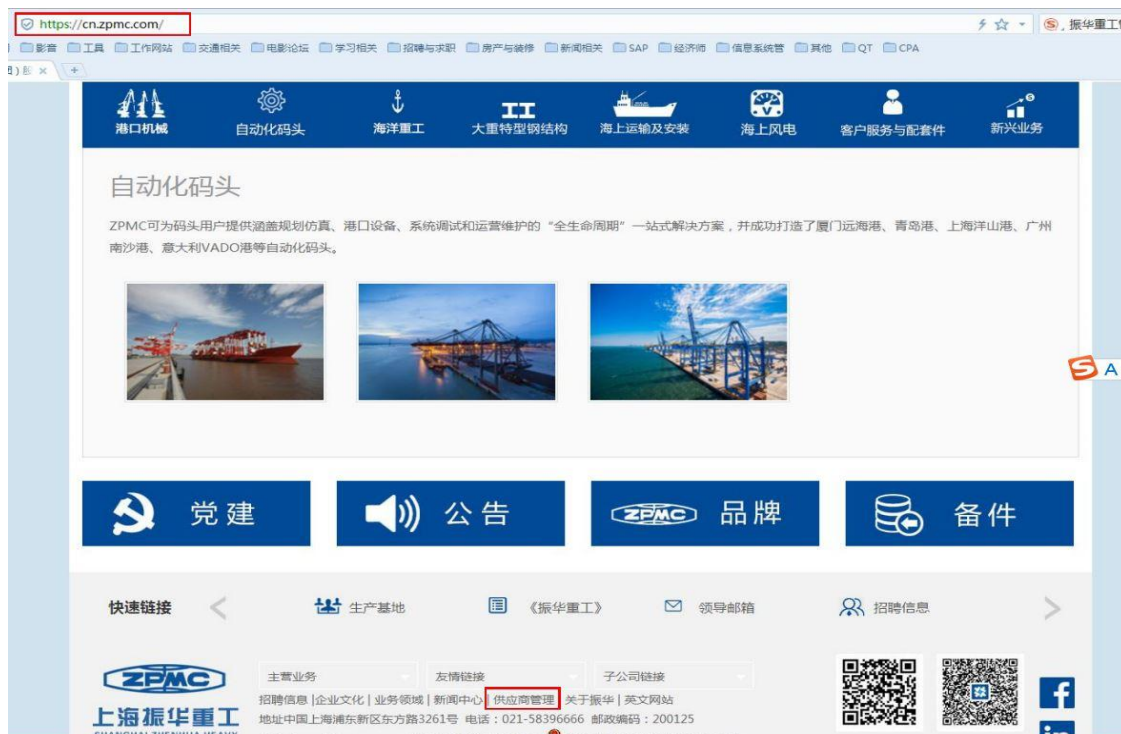 https://cn.zpmc.com/
振华重工
影音 工具 工作网站 交通相关 电影论坛 学习相关 招聘与求职 房产与装修 新闻相关 SAP 经济师 信息系统管 其他 QT CPA
港口机械 自动化码头 海洋重工 大重特型钢结构 海上运输及安装 海上风电 客户服务与配套件 新兴业务
自动化码头
ZPMC可为码头用户提供涵盖规划仿真、港口设备、系统调试和运营维护的“全生命周期”一站式解决方案，并成功打造了厦门远海港、青岛港、上海洋山港、广州
南沙港、意大利VADO港等自动化码头。
A
党建 公告 ZPMC 品牌 备件
快速链接 生产基地 《振华重工》 领导邮箱 招聘信息
ZPMC
上海振华重工
主营业务 友情链接 子公司链接
招聘信息 |企业文化 | 业务领域 | 新闻中心 | 供应商管理 | 关于振华 | 英文网站
地址中国上海浦东新区东方路3261号 电话：021-58396666 邮政编码：200125